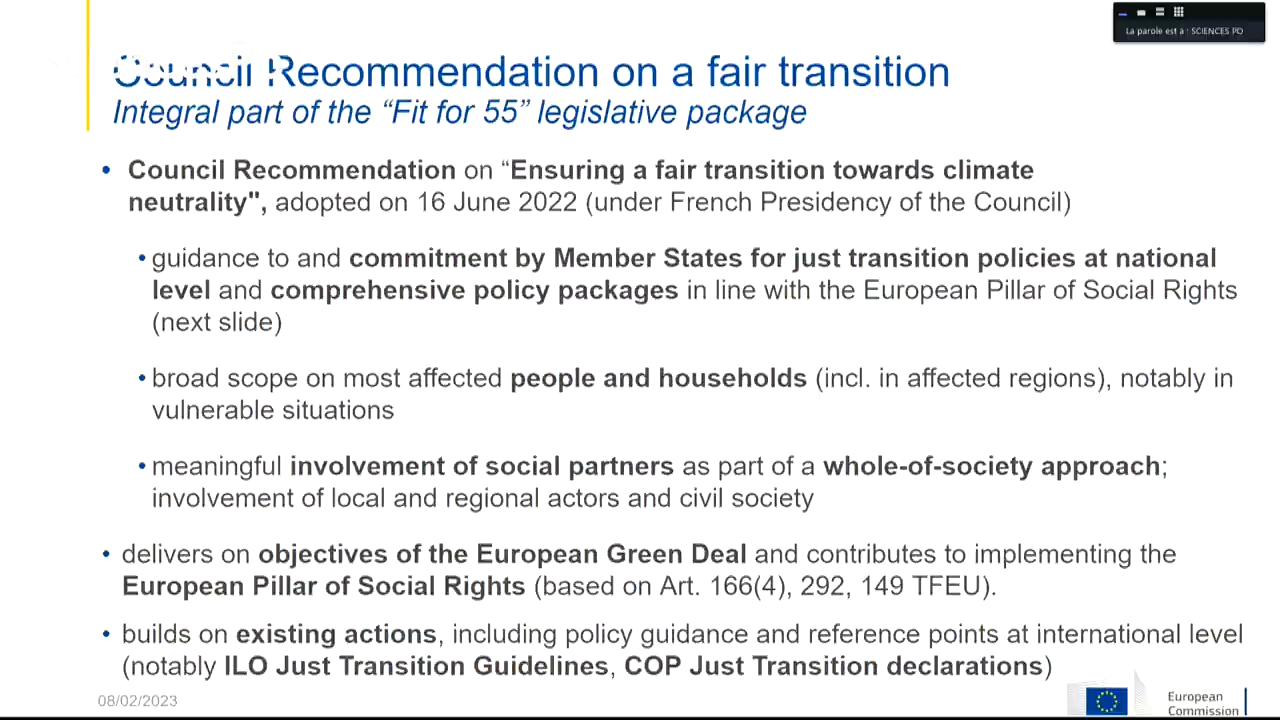 La parole est à : SCIENCES PO
Council Recommendation on a fair transition
Integral part of the “Fit for 55” legislative package
• Council Recommendation on “Ensuring a fair transition towards climate
neutrality", adopted on 16 June 2022 (under French Presidency of the Council)
• guidance to and commitment by Member States for just transition policies at national
level and comprehensive policy packages in line with the European Pillar of Social Rights
(next slide)
• broad scope on most affected people and households (incl. in affected regions), notably in
vulnerable situations
• meaningful involvement of social partners as part of a whole-of-society approach;
involvement of local and regional actors and civil society
• delivers on objectives of the European Green Deal and contributes to implementing the
European Pillar of Social Rights (based on Art. 166(4), 292, 149 TFEU).
• builds on existing actions, including policy guidance and reference points at international level
(notably ILO Just Transition Guidelines, COP Just Transition declarations)
08/02/2023
European
Commission